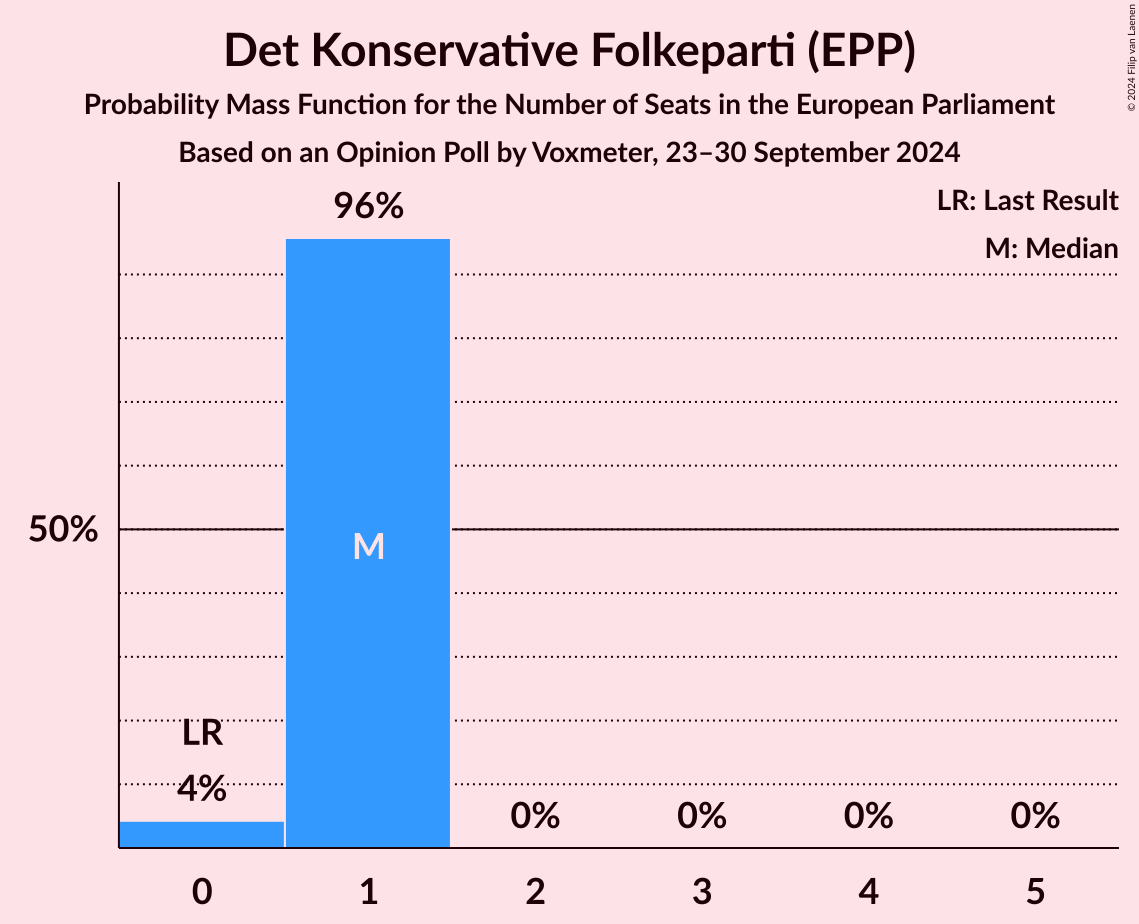 Det Konservative Folkeparti (EPP)
Probability Mass Function for the Number of Seats in the European Parliament
Based on an Opinion Poll by Voxmeter, 23–30 September 2024
© 2024 Filip van Laenen
LR: Last Result
M: Median
96%
50%
M
LR
4%
0%
0%
0%
0%
0
1
2
3
4
5